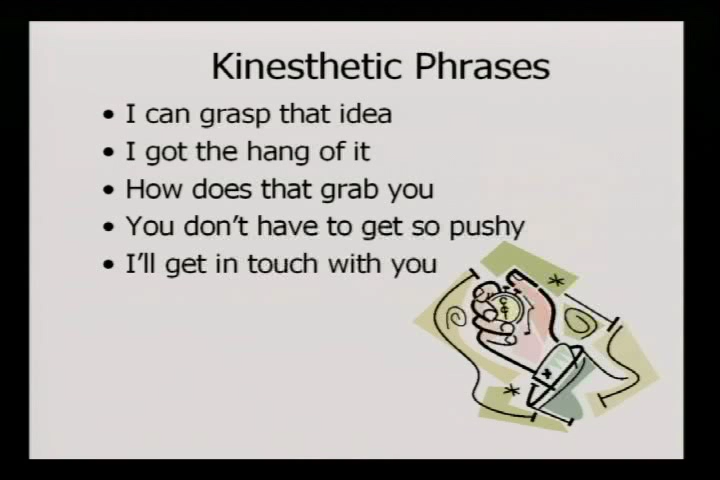 Kinesthetic Phrases
• I can grasp that idea
• I got the hang of it
• How does that grab you
• You don't have to get so pushy
• I'll get in touch with you